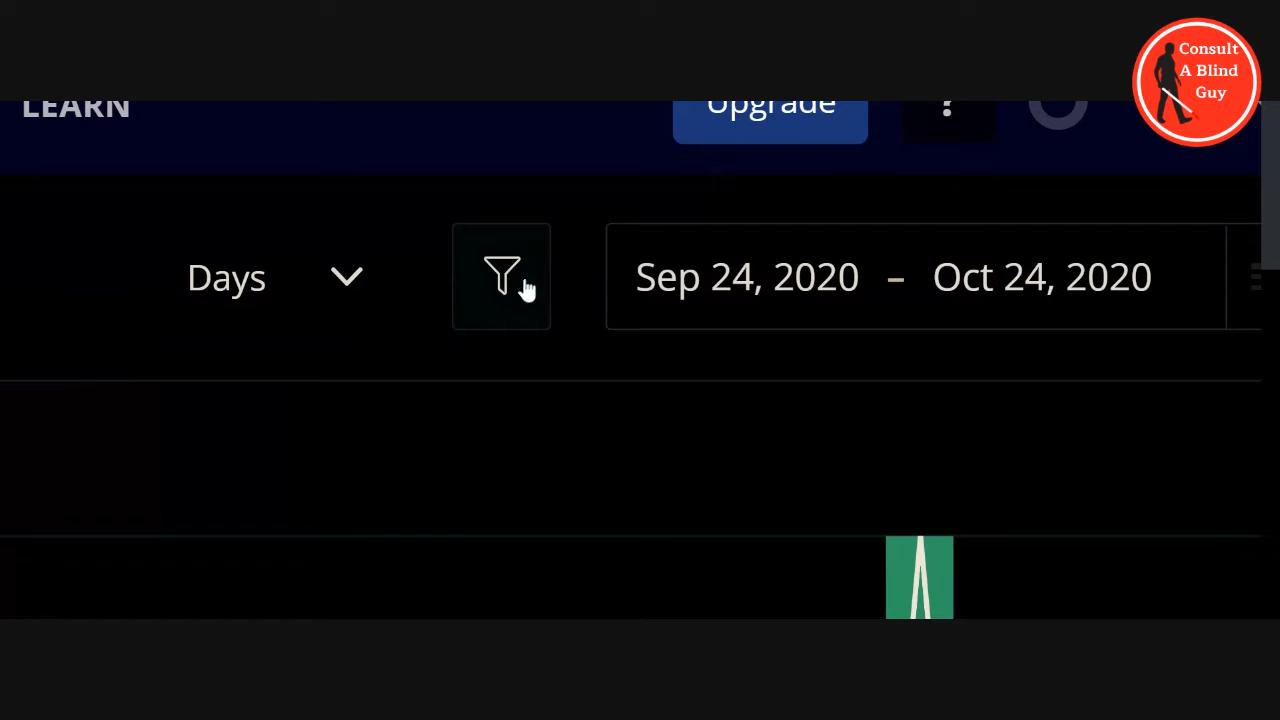 Consult
A Blind
Guy
LEARN
Upgrade
?
Days
Sep 24, 2020 – Oct 24, 2020